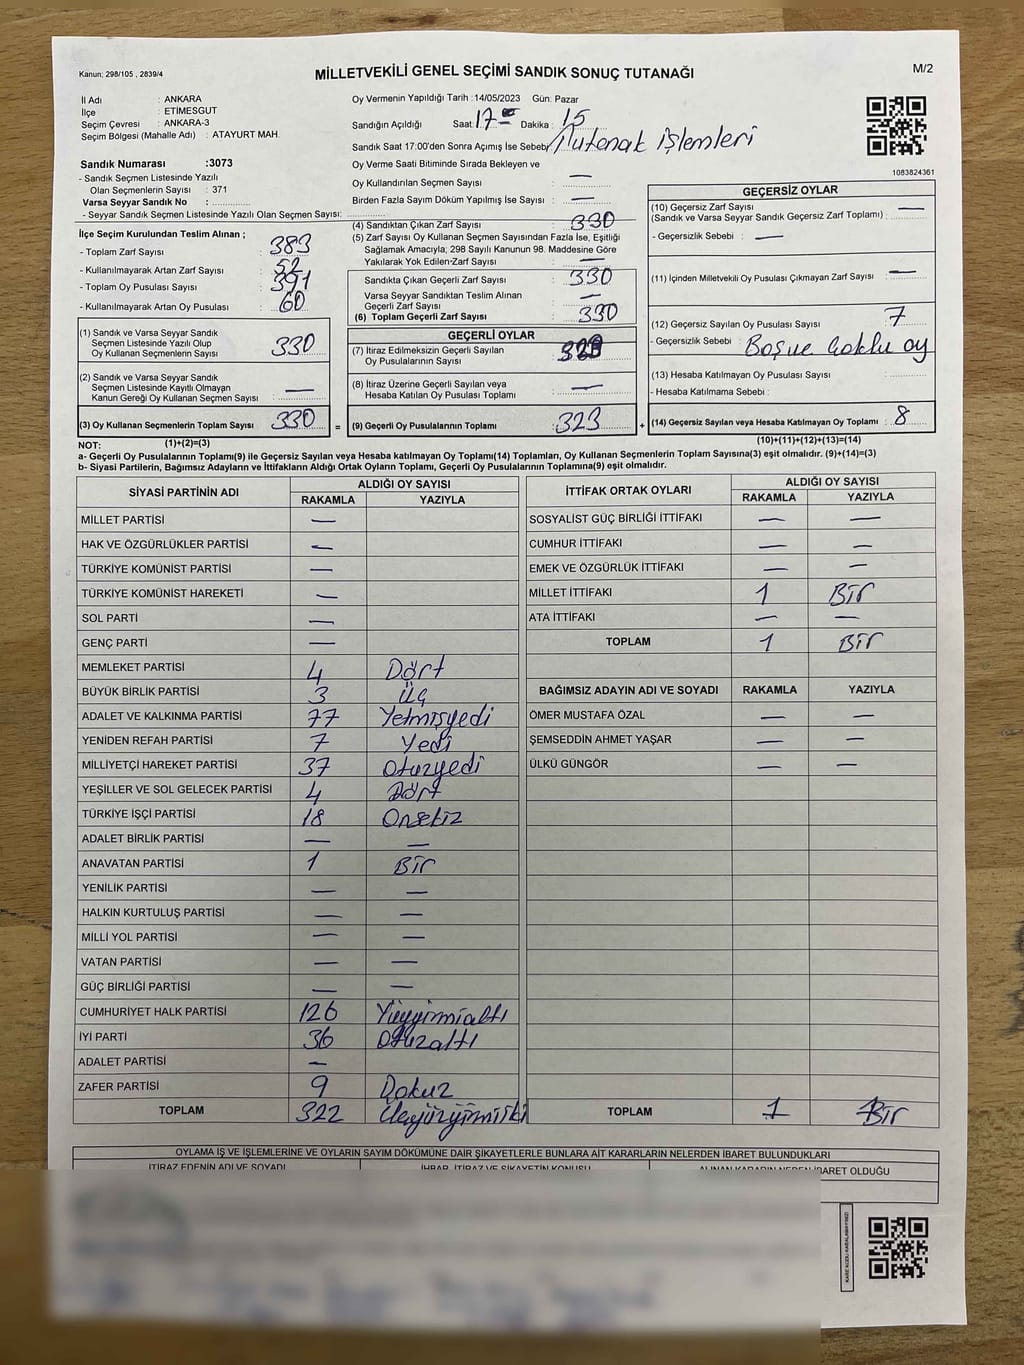 Kanun: 298/105 , 2839/4
MİLLETVEKİLİ GENEL SEÇİMİ SANDIK SONUÇ TUTANAĞI
M/2
İl Adı : ANKARA
İlçe : ETİMESGUT
Seçim Çevresi : ANKARA-3
Seçim Bölgesi (Mahalle Adı) : ATAYURT MAH.
Oy Vermenin Yapıldığı Tarih :14/05/2023 Gün: Pazar
Sandığın Açıldığı Saat 17 Dakika : 15
Sandık Saat 17:00'den Sonra Açımış İse Sebebi Tutanak işlemleri
Oy Verme Saati Bitiminde Sırada Bekleyen ve
Oy Kullandırılan Seçmen Sayısı : —
Birden Fazla Sayım Döküm Yapılmış İse Sayısı : —
1083824361
Sandık Numarası :3073
- Sandık Seçmen Listesinde Yazılı
Olan Seçmenlerin Sayısı : 371
Varsa Seyyar Sandık No :
- Seyyar Sandık Seçmen Listesinde Yazılı Olan Seçmen Sayısı:
İlçe Seçim Kurulundan Teslim Alınan ;
- Toplam Zarf Sayısı : 383
- Kullanılmayarak Artan Zarf Sayısı : 52
- Toplam Oy Pusulası Sayısı : 391
- Kullanılmayarak Artan Oy Pusulası : 60
(1) Sandık ve Varsa Seyyar Sandık
Seçmen Listesinde Yazılı Olup
Oy Kullanan Seçmenlerin Sayısı : 330
(2) Sandık ve Varsa Seyyar Sandık
Seçmen Listesinde Kayıtlı Olmayan
Kanun Gereği Oy Kullanan Seçmen Sayısı : —
(3) Oy Kullanan Seçmenlerin Toplam Sayısı : 330
(4) Sandıktan Çıkan Zarf Sayısı : 330
(5) Zarf Sayısı Oy Kullanan Seçmen Sayısından Fazla İse, Eşitliği
Sağlamak Amacıyla; 298 Sayılı Kanunun 98. Maddesine Göre
Yakılarak Yok Edilen-Zarf Sayısı : —
Sandıkta Çıkan Geçerli Zarf Sayısı : 330
Varsa Seyyar Sandıktan Teslim Alınan
Geçerli Zarf Sayısı : —
(6) Toplam Geçerli Zarf Sayısı : 330
GEÇERLİ OYLAR
(7) İtiraz Edilmeksizin Geçerli Sayılan
Oy Pusulalarının Sayısı :
(8) İtiraz Üzerine Geçerli Sayılan veya
Hesaba Katılan Oy Pusulası Toplamı : —
= (9) Geçerli Oy Pusulalarının Toplamı : 323
GEÇERSİZ OYLAR
(10) Geçersiz Zarf Sayısı : —
(Sandık ve Varsa Seyyar Sandık Geçersiz Zarf Toplamı) :
- Geçersizlik Sebebi : —
(11) İçinden Milletvekili Oy Pusulası Çıkmayan Zarf Sayısı : —
(12) Geçersiz Sayılan Oy Pusulası Sayısı : 7
- Geçersizlik Sebebi : Boş ve Çoklu oy
(13) Hesaba Katılmayan Oy Pusulası Sayısı :
- Hesaba Katılmama Sebebi :
+ (14) Geçersiz Sayılan veya Hesaba Katılmayan Oy Toplamı : 8
NOT: (1)+(2)=(3) (10)+(11)+(12)+(13)=(14)
a- Geçerli Oy Pusulalarının Toplamı(9) ile Geçersiz Sayılan veya Hesaba katılmayan Oy Toplamı(14) Toplamları, Oy Kullanan Seçmenlerin Toplam Sayısına(3) eşit olmalıdır. (9)+(14)=(3)
b- Siyasi Partilerin, Bağımsız Adayların ve İttifakların Aldığı Ortak Oyların Toplamı, Geçerli Oy Pusulalarının Toplamına(9) eşit olmalıdır.
SİYASİ PARTİNİN ADI ALDIĞI OY SAYISI
RAKAMLA YAZIYLA
MİLLET PARTİSİ —
HAK VE ÖZGÜRLÜKLER PARTİSİ —
TÜRKİYE KOMÜNİST PARTİSİ —
TÜRKİYE KOMÜNİST HAREKETİ —
SOL PARTİ —
GENÇ PARTİ —
MEMLEKET PARTİSİ 4 Dört
BÜYÜK BİRLİK PARTİSİ 3 Üç
ADALET VE KALKINMA PARTİSİ 77 Yetmişyedi
YENİDEN REFAH PARTİSİ 7 Yedi
MİLLİYETÇİ HAREKET PARTİSİ 37 Otuzyedi
YEŞİLLER VE SOL GELECEK PARTİSİ 4 Dört
TÜRKİYE İŞÇİ PARTİSİ 18 Onsekiz
ADALET BİRLİK PARTİSİ — —
ANAVATAN PARTİSİ 1 Bir
YENİLİK PARTİSİ — —
HALKIN KURTULUŞ PARTİSİ — —
MİLLİ YOL PARTİSİ — —
VATAN PARTİSİ — —
GÜÇ BİRLİĞİ PARTİSİ — —
CUMHURİYET HALK PARTİSİ 126 Yüzyirmialtı
İYİ PARTİ 36 Otuzaltı
ADALET PARTİSİ —
ZAFER PARTİSİ 9 Dokuz
TOPLAM 322 Üçyüzyirmiiki
İTTİFAK ORTAK OYLARI ALDIĞI OY SAYISI
RAKAMLA YAZIYLA
SOSYALİST GÜÇ BİRLİĞİ İTTİFAKI — —
CUMHUR İTTİFAKI — —
EMEK VE ÖZGÜRLÜK İTTİFAKI — —
MİLLET İTTİFAKI 1 Bir
ATA İTTİFAKI — —
TOPLAM 1 Bir
BAĞIMSIZ ADAYIN ADI VE SOYADI RAKAMLA YAZIYLA
ÖMER MUSTAFA ÖZAL — —
ŞEMSEDDİN AHMET YAŞAR — —
ÜLKÜ GÜNGÖR — —
TOPLAM 1 Bir
OYLAMA İŞ VE İŞLEMLERİNE VE OYLARIN SAYIM DÖKÜMÜNE DAİR ŞİKAYETLERLE BUNLARA AİT KARARLARIN NELERDEN İBARET BULUNDUKLARI
İTİRAZ EDENİN ADI VE SOYADI İHBAR, İTİRAZ VE ŞİKAYETİN KONUSU ALINAN KARARIN NEDEN İBARET OLDUĞU